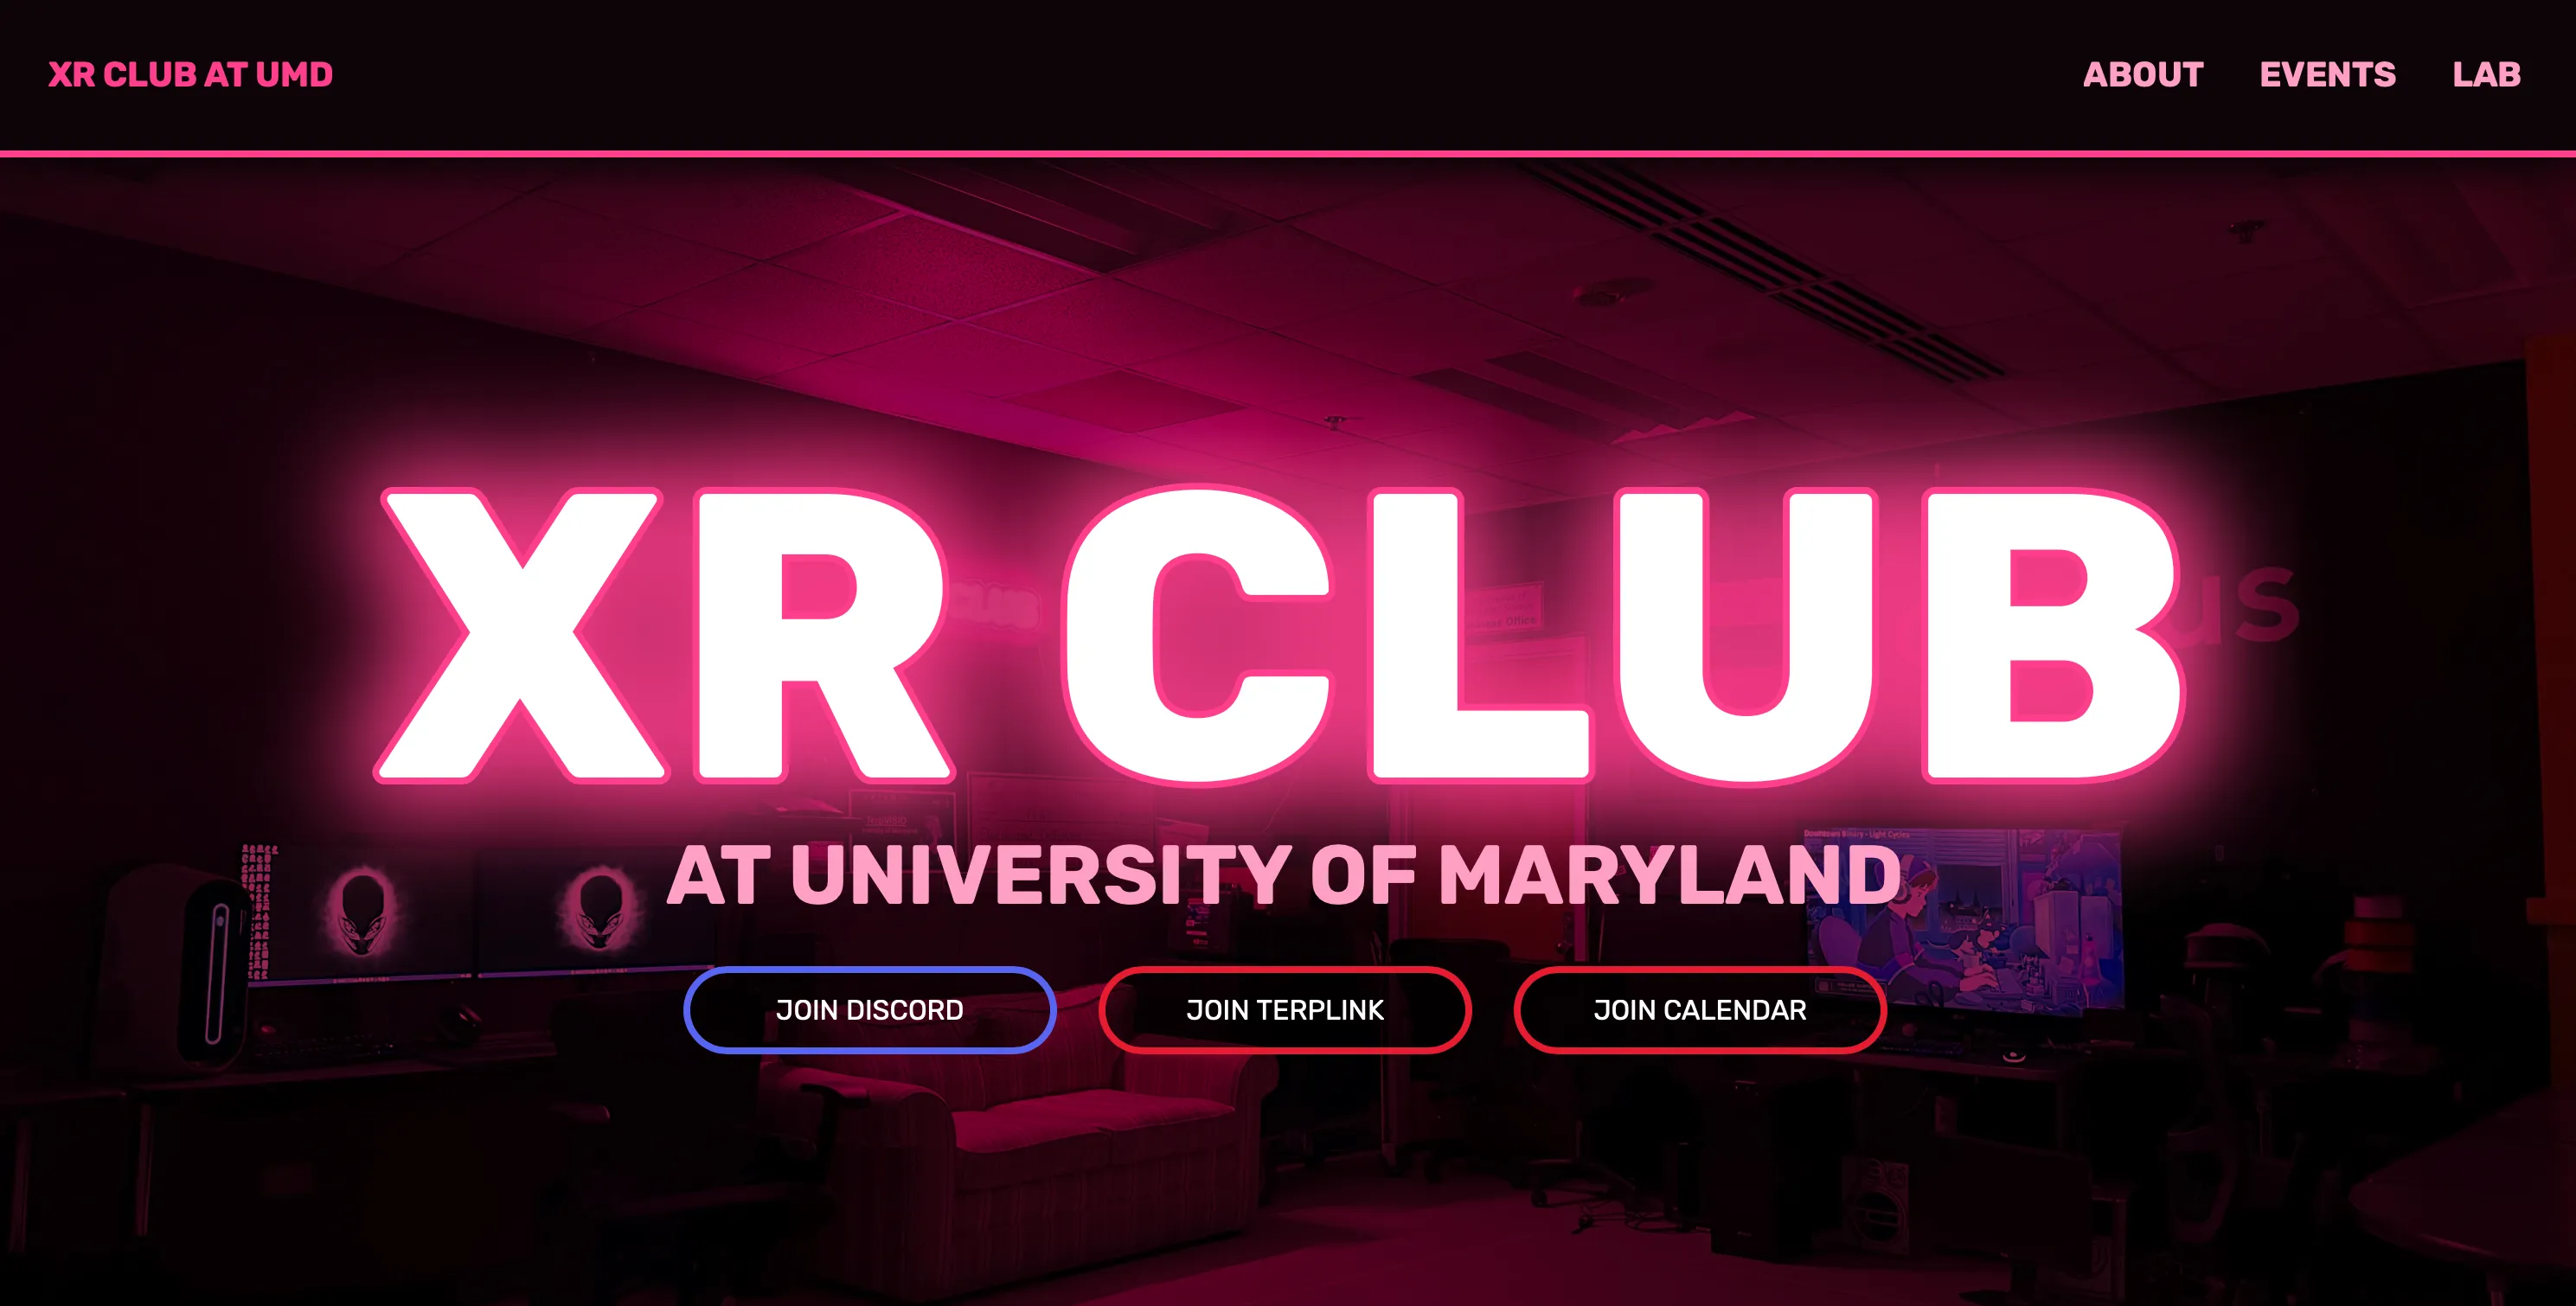 XR CLUB AT UMD
ABOUT EVENTS LAB
XR CLUB
us
AT UNIVERSITY OF MARYLAND
JOIN DISCORD
JOIN TERPLINK
JOIN CALENDAR